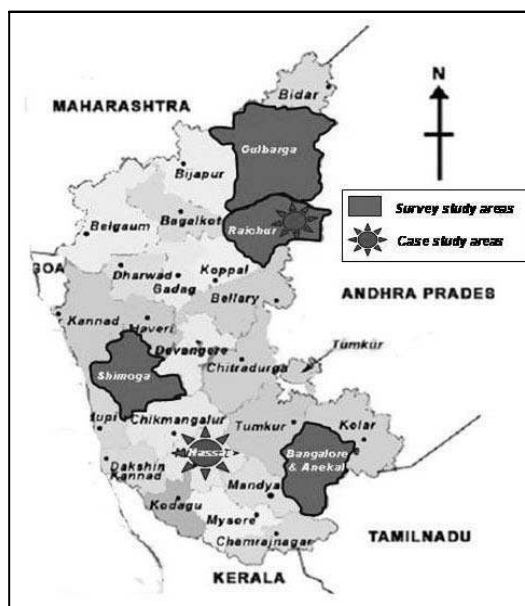 N
MAHARASHTRA
Bidar
Gulbarga
Bijapur
Survey study areas
Bagalkot
Raichur
Belgaum
Case study areas
GOA
Dharwad
Koppal
Gadag
Bellary
ANDHRA PRADES
Kannad
Haveri
Devangere
Tumkur
Shimoga
Chitradurga
Chikmangalur
Tumkur
Kolar
Hassan
Bangalore
& Anekal
Dakshin
Kannad
Mandya
Kodagu
Mysore
TAMILNADU
Chamrajnagar
KERALA